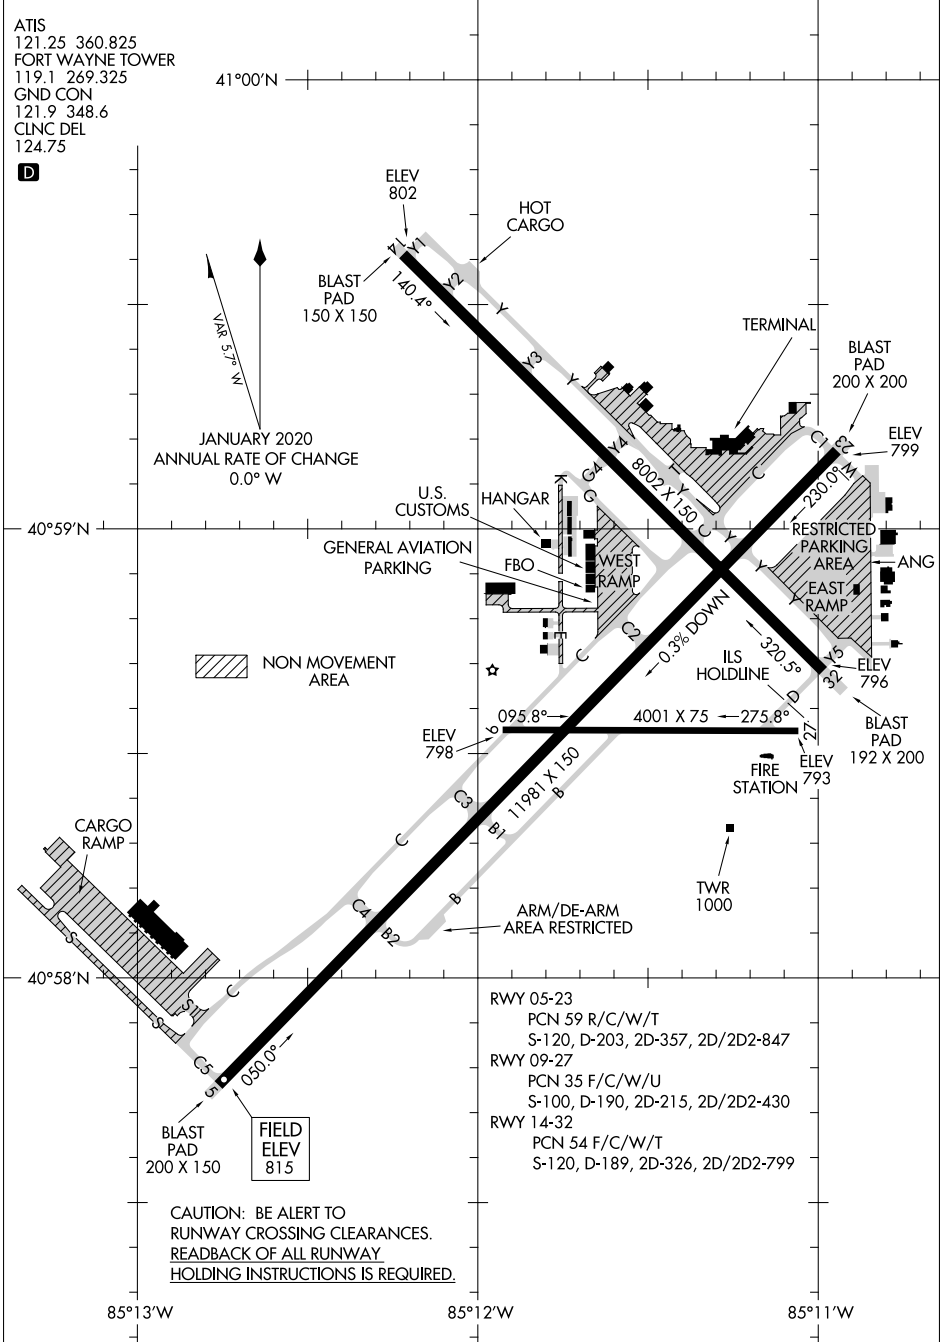 ATIS
121.25 360.825
FORT WAYNE TOWER
119.1 269.325
GND CON
121.9 348.6
CLNC DEL
124.75
D
41°00'N
ELEV
802
HOT
CARGO
14
Y1
BLAST
PAD
150 X 150
140.4°
Y2
Y
VAR 5.7° W
JANUARY 2020
ANNUAL RATE OF CHANGE
0.0° W
Y3
Y
TERMINAL
BLAST
PAD
200 X 200
C1
23
ELEV
799
Y4
G4
8002 X 150
Y
C
W
230.0°
K
G
U.S.
CUSTOMS
HANGAR
40°59'N
C
Y
GENERAL AVIATION
PARKING
FBO
WEST
RAMP
RESTRICTED
PARKING
AREA
ANG
Y
EAST
RAMP
Y
E
C2
C
0.3% DOWN
320.5°
Y5
32
ELEV
796
NON MOVEMENT
AREA
ILS
HOLDLINE
D
BLAST
PAD
192 X 200
ELEV
798
9
095.8°
4001 X 75
275.8°
27
ELEV
793
FIRE
STATION
11981 X 150
C3
B
B1
C
CARGO
RAMP
TWR
1000
B
ARM/DE-ARM
AREA RESTRICTED
C4
B2
S
40°58'N
C
S1
S
C5
5
050.0°
RWY 05-23
PCN 59 R/C/W/T
S-120, D-203, 2D-357, 2D/2D2-847
RWY 09-27
PCN 35 F/C/W/U
S-100, D-190, 2D-215, 2D/2D2-430
RWY 14-32
PCN 54 F/C/W/T
S-120, D-189, 2D-326, 2D/2D2-799
BLAST
PAD
200 X 150
FIELD
ELEV
815
CAUTION: BE ALERT TO
RUNWAY CROSSING CLEARANCES.
READBACK OF ALL RUNWAY
HOLDING INSTRUCTIONS IS REQUIRED.
85°13'W
85°12'W
85°11'W